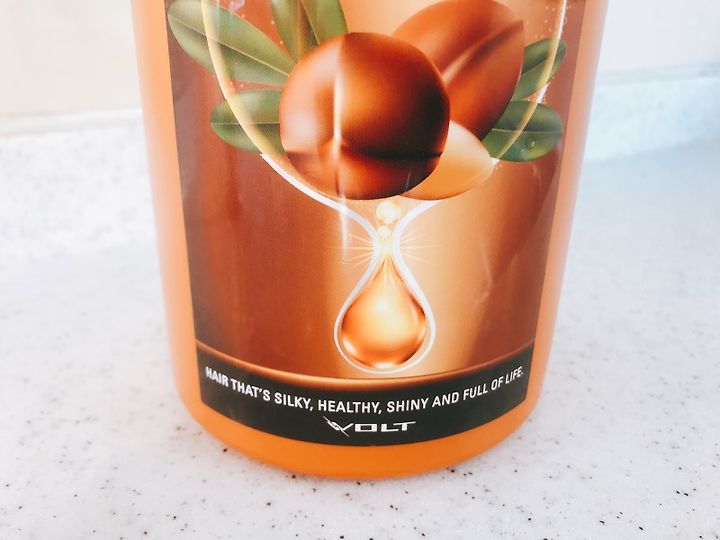 HAIR THAT'S SILKY, HEALTHY, SHINY AND FULL OF LIFE.
VOLT